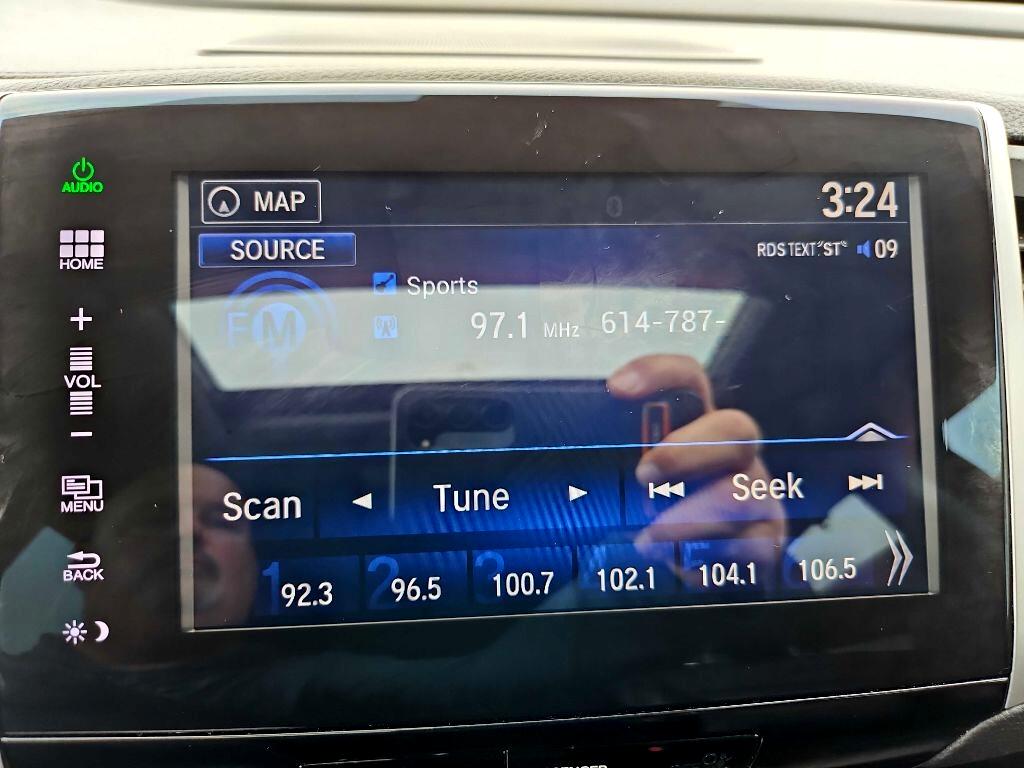 AUDIO
MAP
3:24
HOME
SOURCE
RDS TEXT:"ST"
09
FM
Sports
97.1 MHz 614-787-
+
VOL
−
MENU
Scan
Tune
Seek
BACK
1 92.3
2 96.5
3 100.7
4 102.1
5 104.1
106.5